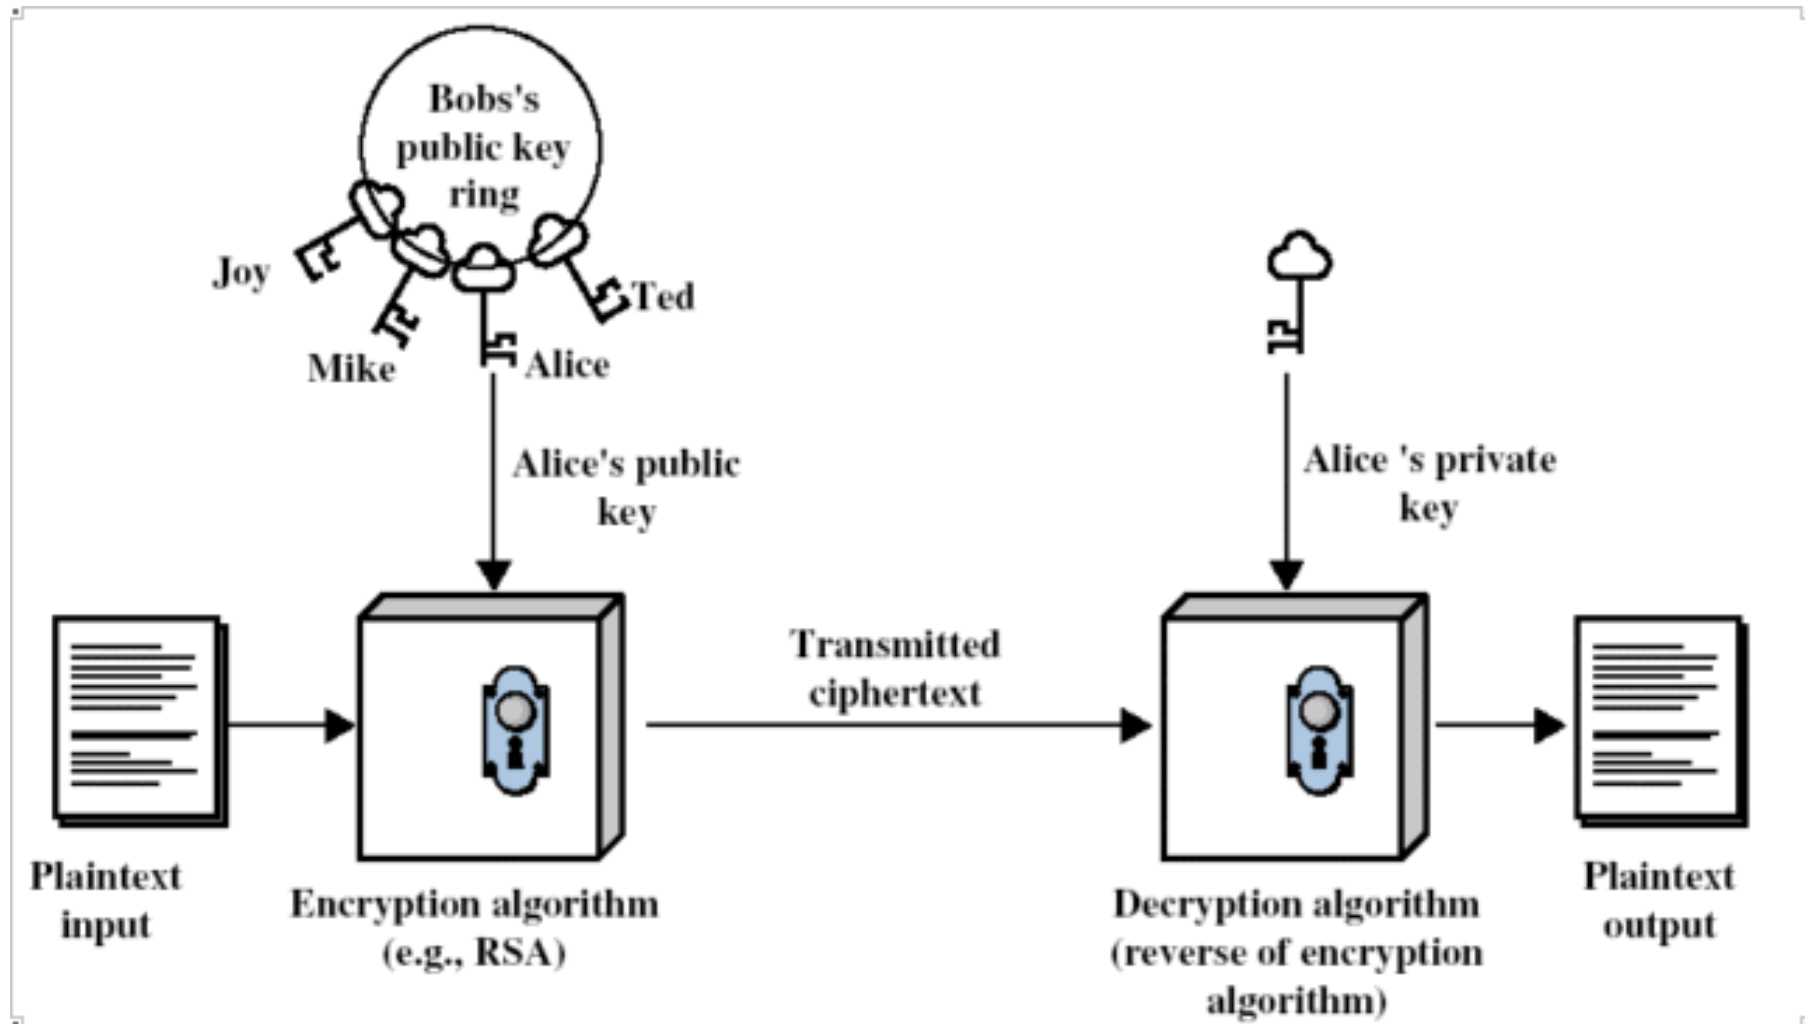 Bobs's
public key
ring
Joy
Ted
Mike
Alice
Alice's public
key
Alice 's private
key
Transmitted
ciphertext
Plaintext
input
Encryption algorithm
(e.g., RSA)
Decryption algorithm
(reverse of encryption
algorithm)
Plaintext
output